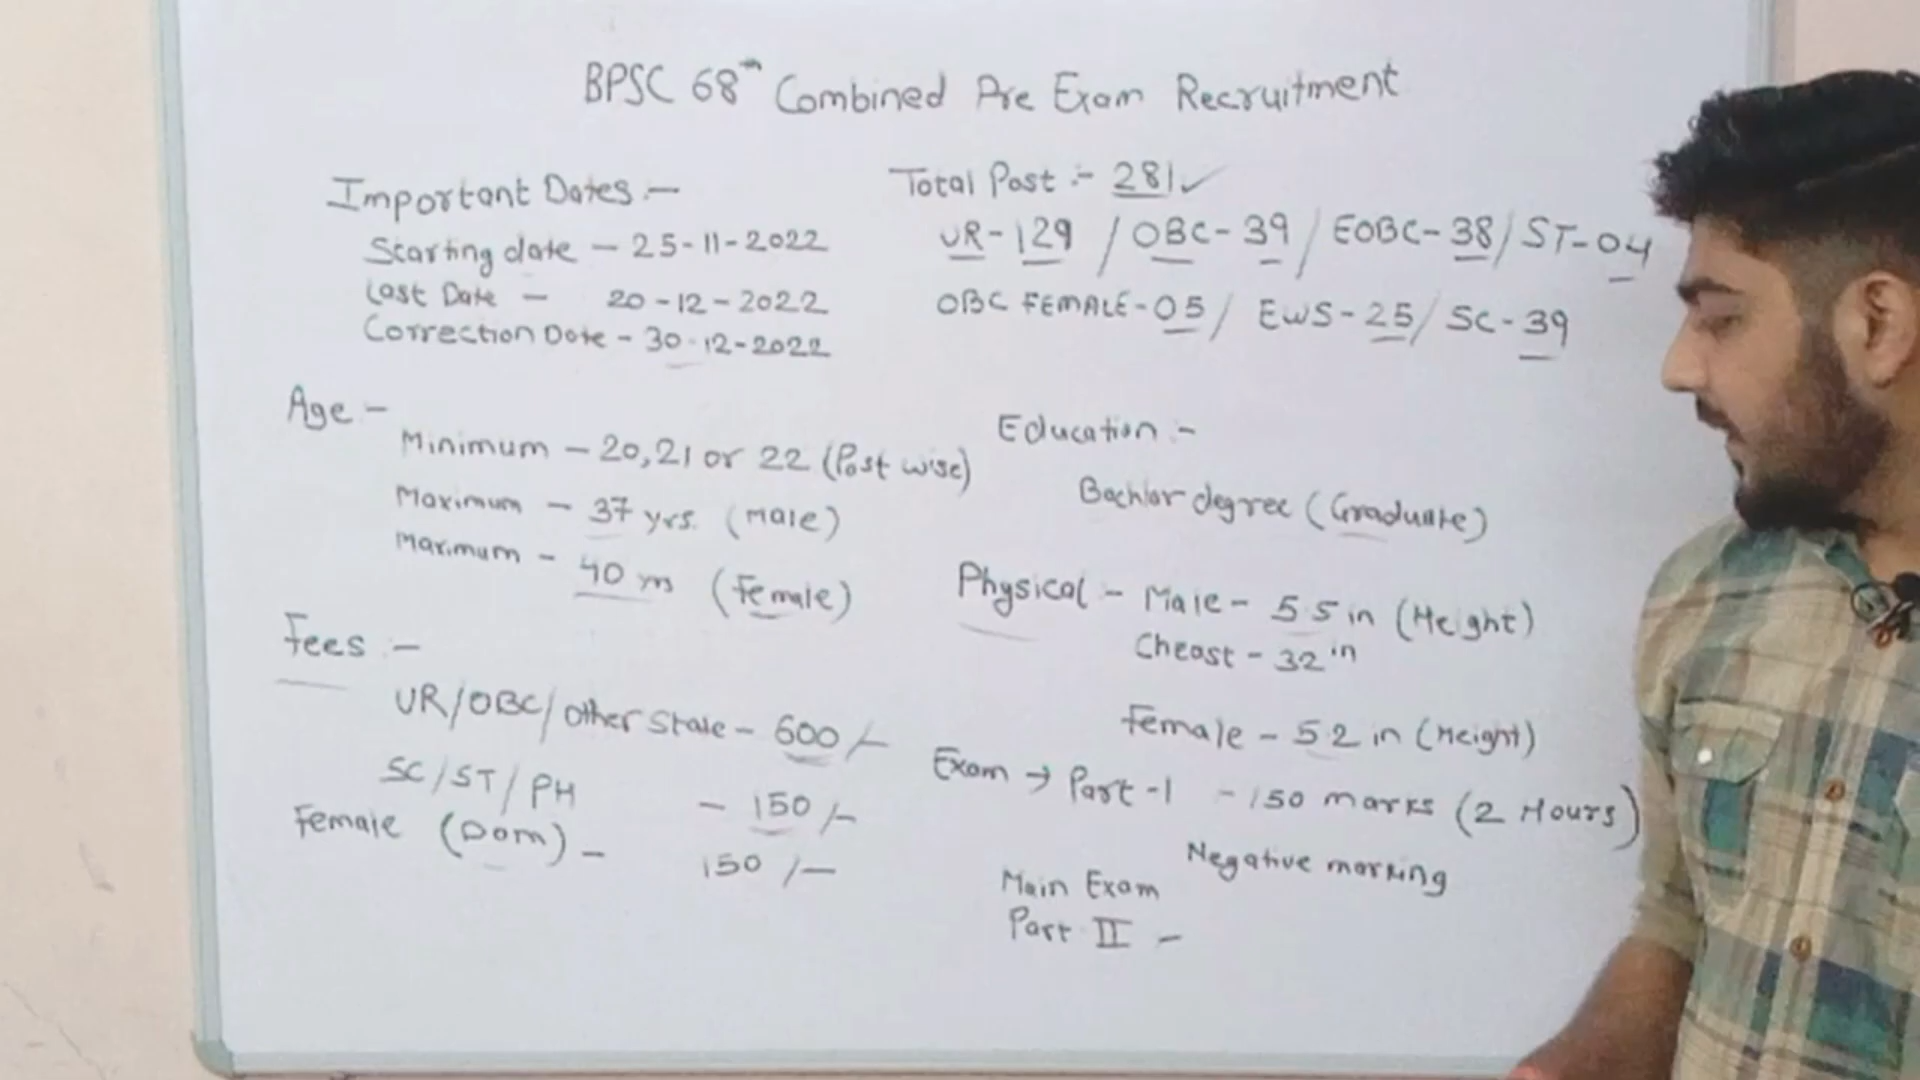 BPSC 68th Combined Pre Exam Recruitment
Important Dates :-
Starting date - 25-11-2022
Last Date - 20-12-2022
Correction Date - 30-12-2022
Total Post :- 281✓
UR-129 / OBC-39 / EOBC-38 / ST-04
OBC FEMALE-05 / EWS-25 / SC-39
Age -
Minimum - 20,21 or 22 (Post wise)
Maximum - 37 yrs. (Male)
Maximum - 40 yrs (Female)
Fees :-
UR/OBC/Other State - 600/-
SC/ST/PH - 150/-
Female (Dom) - 150/-
Education :-
Bachlor degree (Graduate)
Physical - Male - 5.5 in (Height)
Cheast - 32 in
Female - 5.2 in (Height)
Exam → Part-1 - 150 marks (2 Hours)
Negative marking
Main Exam
Part II -